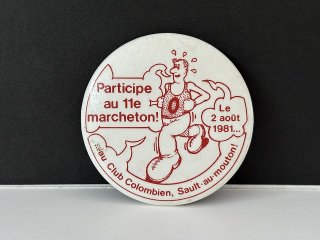 Participe
au 11e
marcheton!
Le
2 août
1981...
...au Club Colombien, Sault-au-mouton!